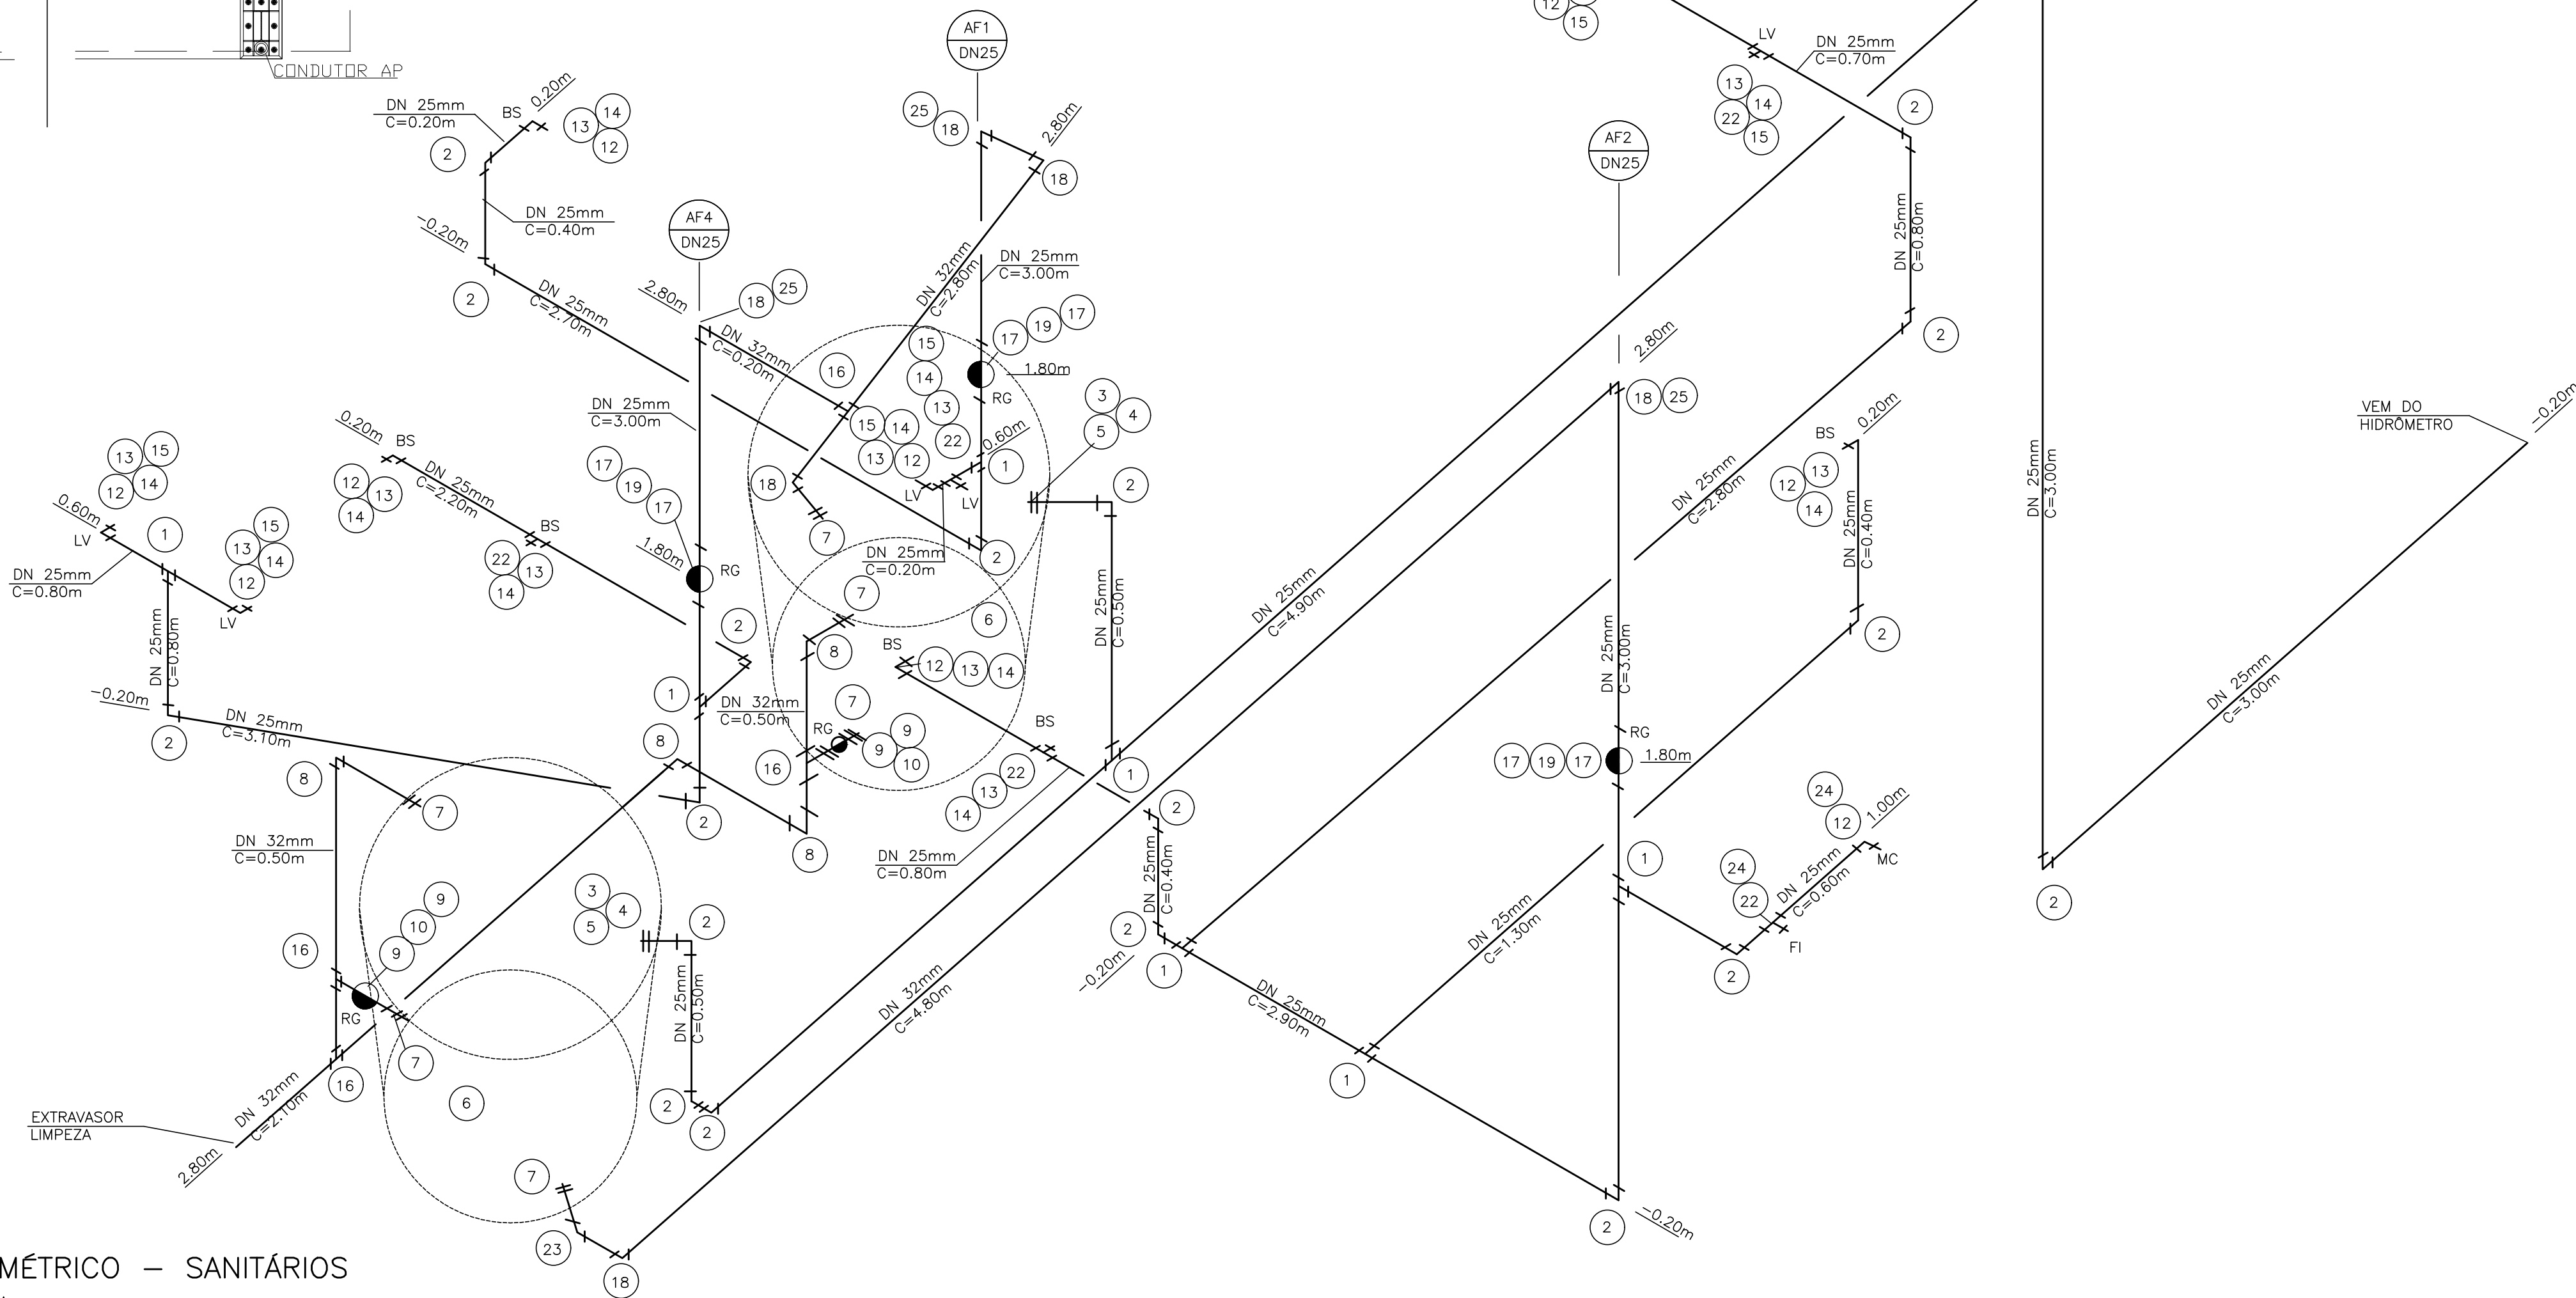 CONDUTOR AP
AF1
DN25
12
15
LV
DN 25mm
C=0.70m
13
14
22
15
2
DN 25mm
C=0.20m
BS
0.20m
14
13
12
2
25
18
2.80m
18
AF2
DN25
DN 25mm
C=0.40m
-0.20m
2
AF4
DN25
DN 25mm
C=2.70m
2.80m
18
25
DN 32mm
C=2.80m
DN 25mm
C=3.00m
17
19
17
1.80m
RG
DN 25mm
C=0.80m
2
DN 32mm
C=0.20m
16
15
14
13
22
15
14
13
12
0.60m
1
LV
LV
3
4
5
2
2.80m
18
25
0.20m
BS
13
12
14
DN 25mm
C=0.40m
2
VEM DO
HIDRÔMETRO
-0.20m
DN 25mm
C=3.00m
DN 25mm
C=2.80m
DN 25mm
C=3.00m
0.20m
BS
12
13
14
DN 25mm
C=2.20m
BS
22
13
14
17
19
17
1.80m
RG
18
7
DN 25mm
C=0.20m
2
13
15
12
14
0.60m
LV
1
15
13
14
12
LV
DN 25mm
C=0.80m
DN 25mm
C=0.80m
-0.20m
2
DN 25mm
C=3.10m
2
1
DN 32mm
C=0.50m
7
6
8
BS
12
13
14
7
RG
9
9
10
16
8
8
2
BS
22
13
14
DN 25mm
C=0.80m
DN 25mm
C=0.50m
1
2
DN 25mm
C=4.90m
DN 25mm
C=3.00m
RG
17
19
17
1.80m
8
7
DN 32mm
C=0.50m
9
10
9
16
RG
7
16
6
3
4
5
2
DN 25mm
C=0.50m
2
2
DN 32mm
C=4.80m
DN 25mm
C=0.40m
2
-0.20m
1
DN 25mm
C=2.90m
1
DN 25mm
C=1.30m
1
24
12
1.00m
MC
24
22
DN 25mm
C=0.60m
FI
2
2
DN 25mm
C=3.00m
2
-0.20m
EXTRAVASOR
LIMPEZA
DN 32mm
C=2.10m
2.80m
7
23
18
MÉTRICO – SANITÁRIOS